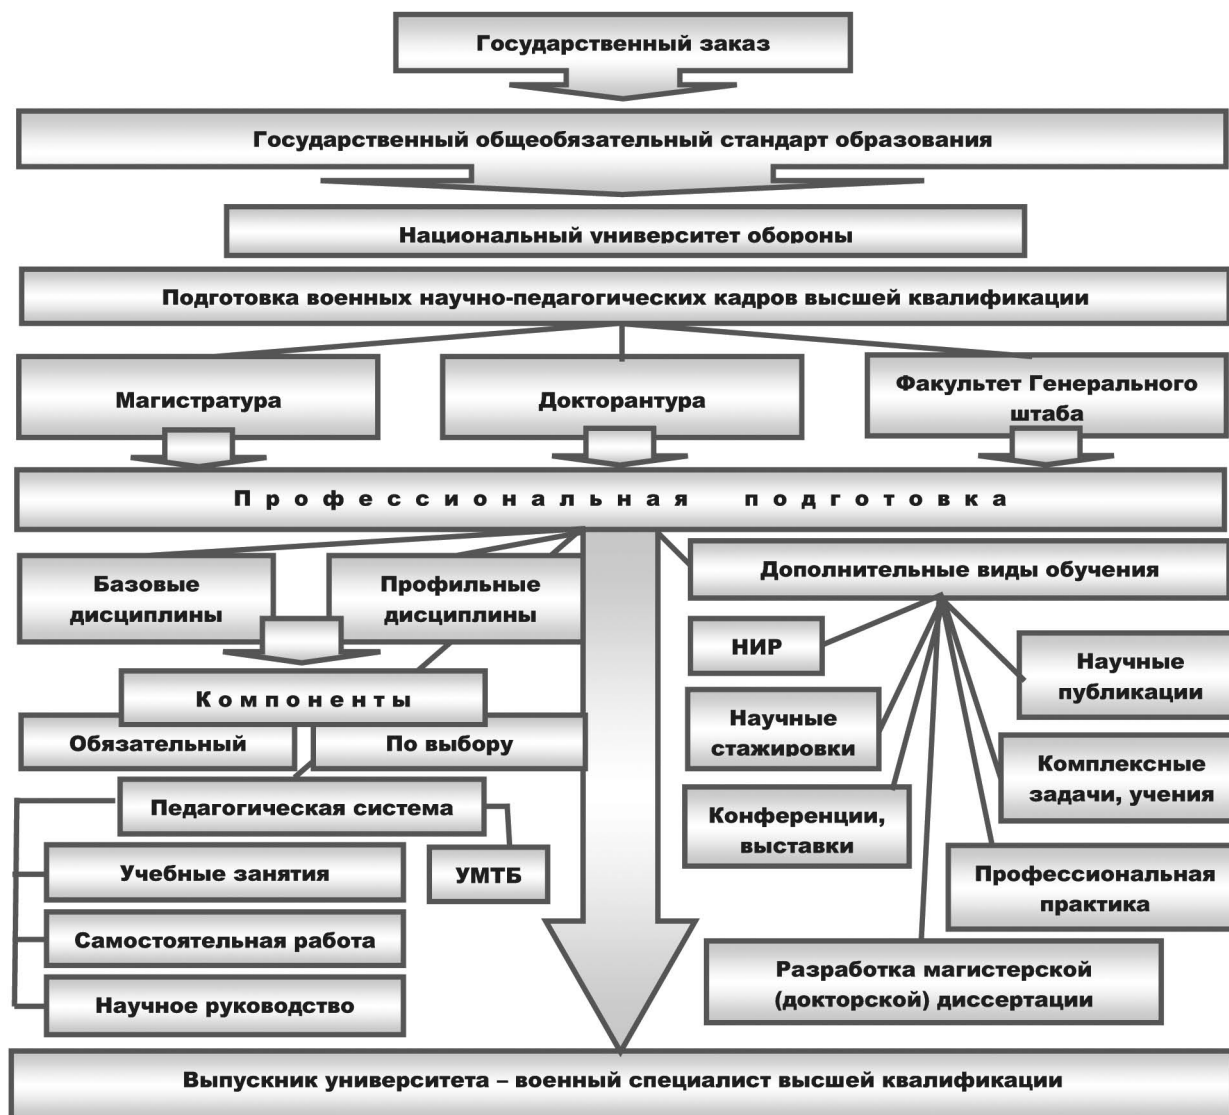 Государственный заказ
Государственный общеобязательный стандарт образования
Национальный университет обороны
Подготовка военных научно-педагогических кадров высшей квалификации
Магистратура
Докторантура
Факультет Генерального
штаба
Профессиональная подготовка
Базовые
дисциплины
Профильные
дисциплины
Компоненты
Обязательный
По выбору
Педагогическая система
УМТБ
Учебные занятия
Самостоятельная работа
Научное руководство
Дополнительные виды обучения
НИР
Научные
стажировки
Конференции,
выставки
Научные
публикации
Комплексные
задачи, учения
Профессиональная
практика
Разработка магистерской
(докторской) диссертации
Выпускник университета – военный специалист высшей квалификации